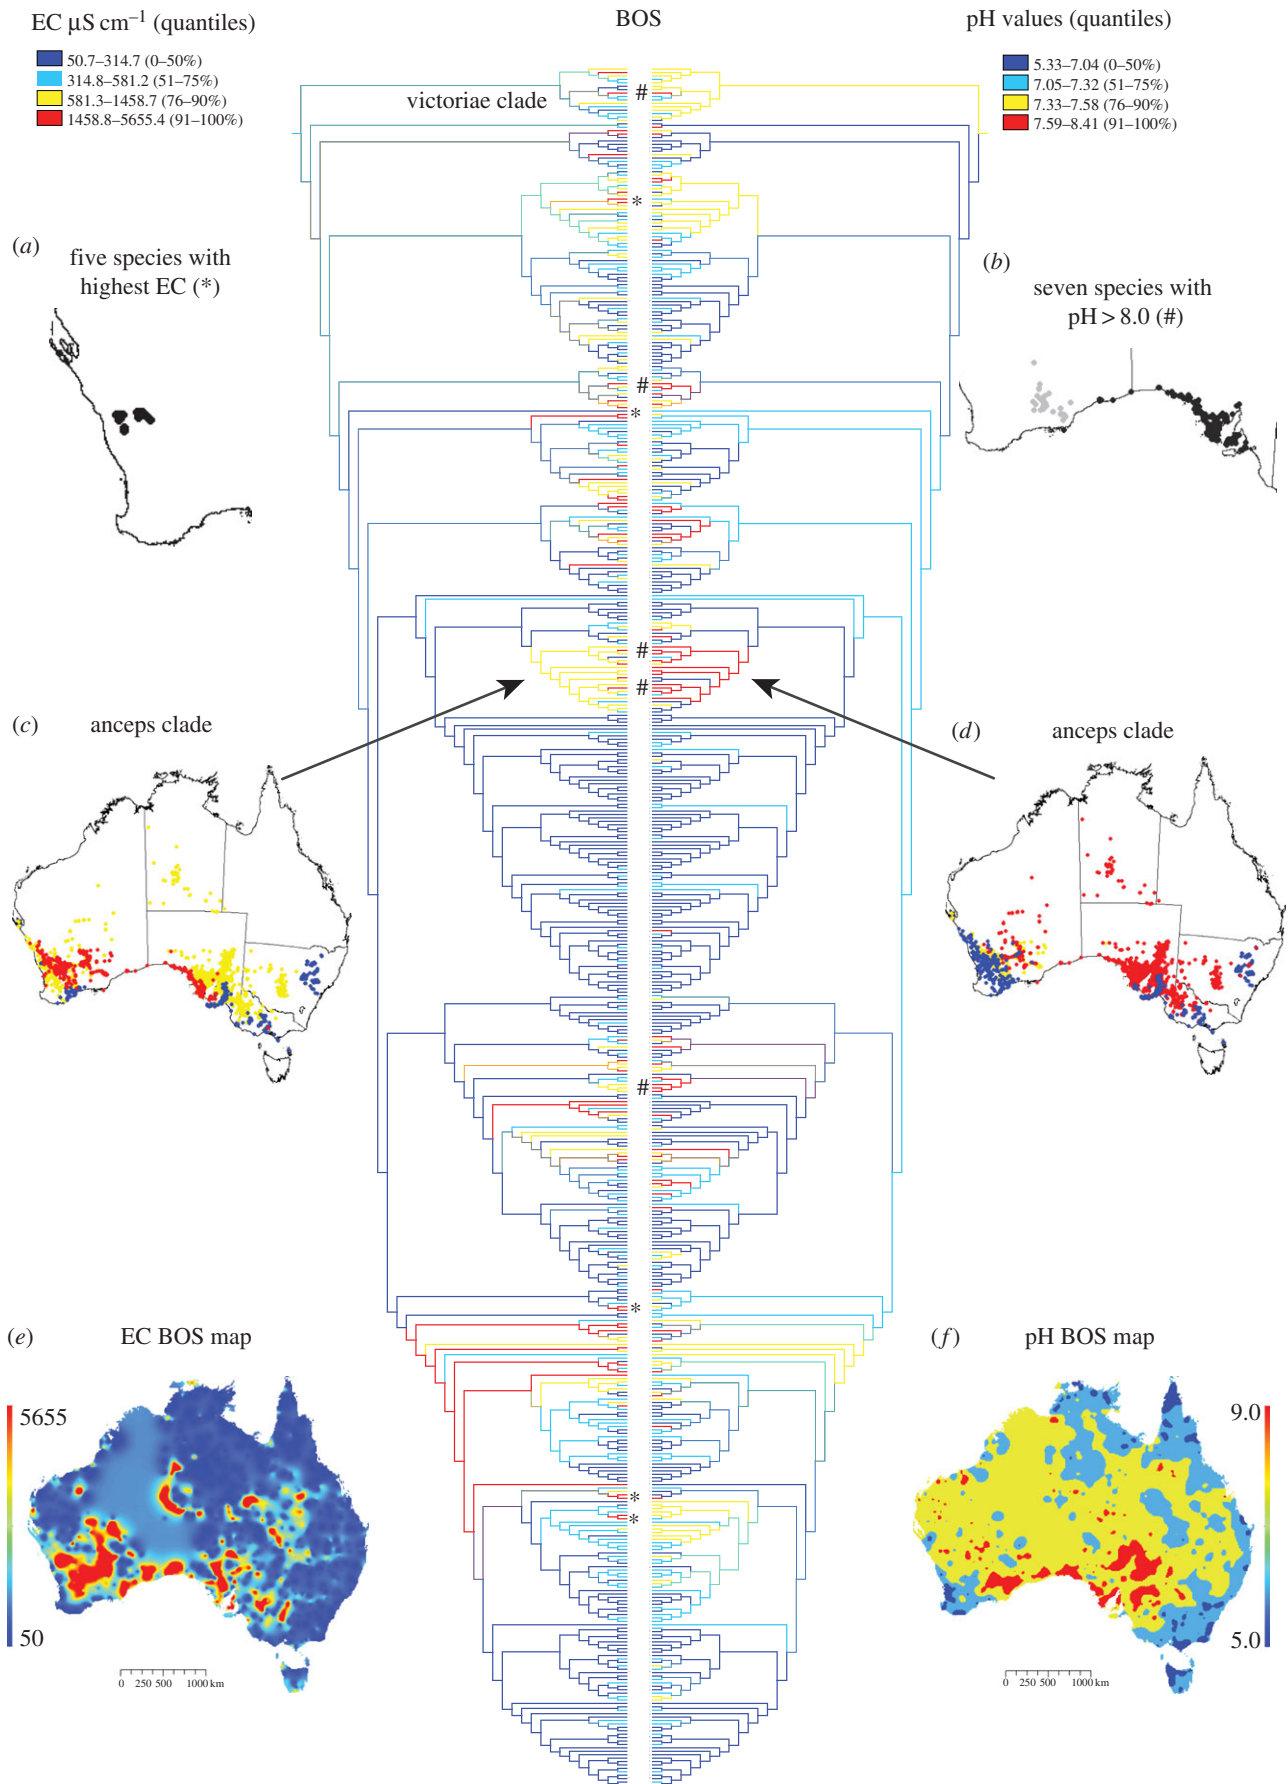 EC μS cm⁻¹ (quantiles)
50.7–314.7 (0–50%)
314.8–581.2 (51–75%)
581.3–1458.7 (76–90%)
1458.8–5655.4 (91–100%)
BOS
pH values (quantiles)
5.33–7.04 (0–50%)
7.05–7.32 (51–75%)
7.33–7.58 (76–90%)
7.59–8.41 (91–100%)
victoriae clade
#
*
(a)
five species with
highest EC (*)
(b)
seven species with
pH > 8.0 (#)
#
*
#
#
(c)
anceps clade
(d)
anceps clade
#
*
(e)
EC BOS map
5655
50
0 250 500 1000 km
*
*
(f)
pH BOS map
9.0
5.0
0 250 500 1000 km